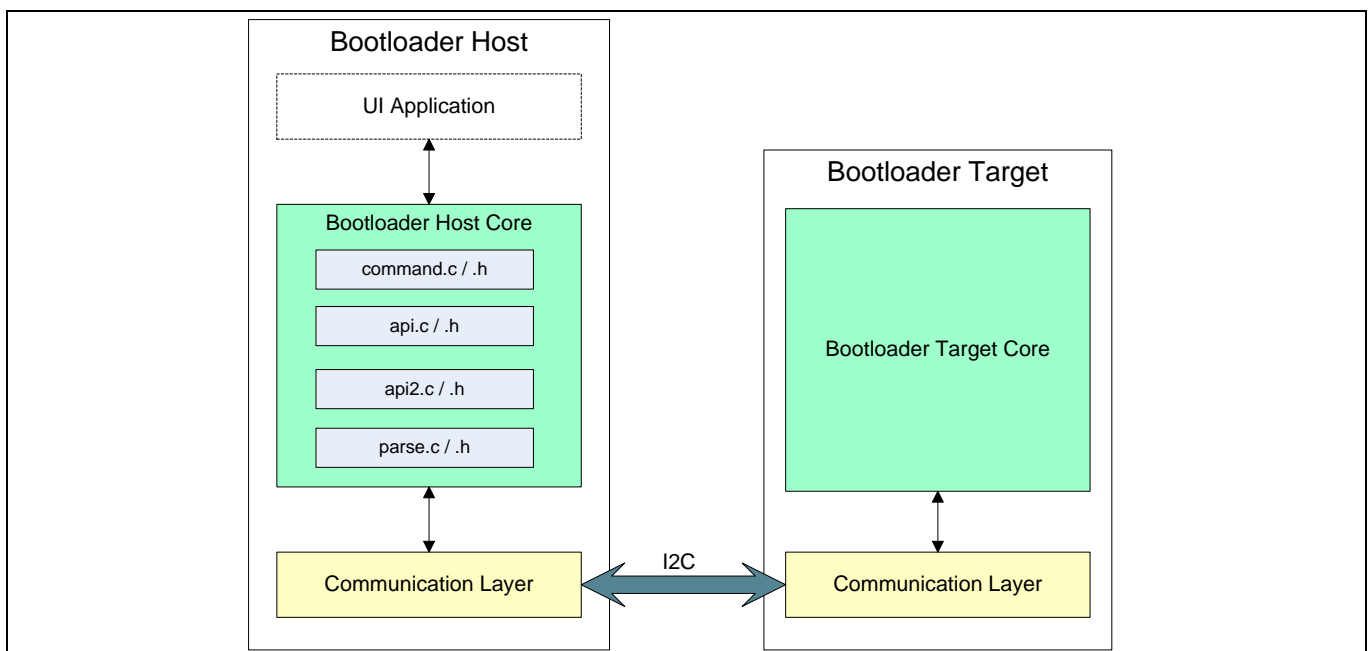 Bootloader Host
UI Application
Bootloader Host Core
command.c / .h
api.c / .h
api2.c / .h
parse.c / .h
Communication Layer
I2C
Bootloader Target
Bootloader Target Core
Communication Layer